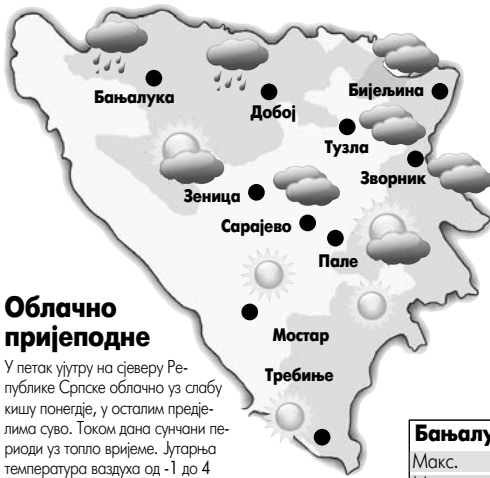 Бањалука
Добој
Бијељина
Тузла
Зворник
Зеница
Сарајево
Пале
Мостар
Требиње
Облачно
пријеподне
У петак ујутру на сјеверу Ре-
публике Српске облачно уз слабу
кишу понегдје, у осталим предје-
лима суво. Током дана сунчани пе-
риоди уз топло вријеме. Јутарња
температура ваздуха од -1 до 4
Макс.